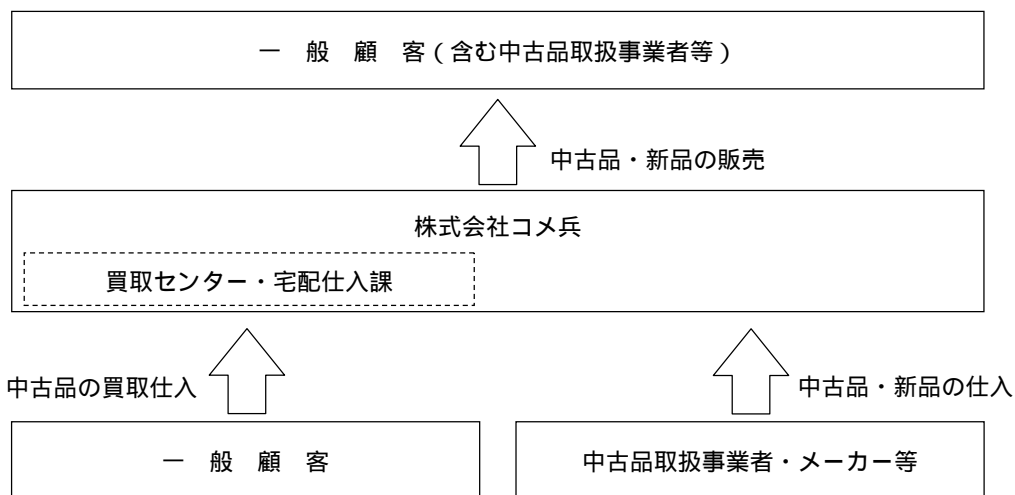 一 般 顧 客(含む中古品取扱事業者等)
中古品・新品の販売
株式会社コメ兵
買取センター・宅配仕入課
中古品の買取仕入
中古品・新品の仕入
一 般 顧 客
中古品取扱事業者・メーカー等